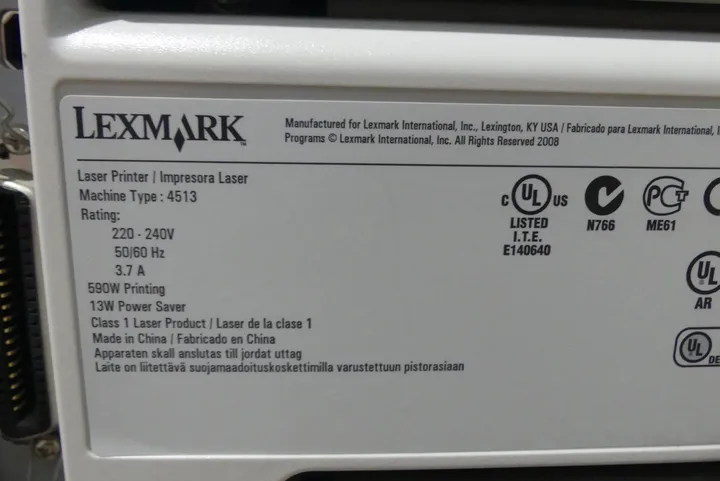 LEXMARK
Manufactured for Lexmark International, Inc., Lexington, KY USA / Fabricado para Lexmark International,
Programs © Lexmark International, Inc. All Rights Reserved 2008
Laser Printer / Impresora Laser
Machine Type : 4513
Rating:
220 - 240V
50/60 Hz
3.7 A
590W Printing
13W Power Saver
Class 1 Laser Product / Laser de la clase 1
Made in China / Fabricado en China
Apparaten skall anslutas till jordat uttag
Laite on liitettävä suojamaadoituskoskettimilla varustettuun pistorasiaan
C UL US
LISTED
I.T.E.
E140640
N766
PCT
ME61
UL
AR
UL
DE